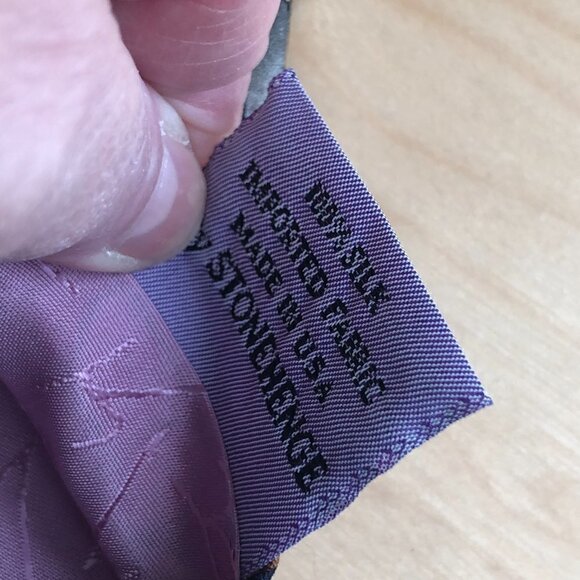 100% SILK
IMPORTED FABRIC
MADE IN U.S.A.
STONEHENGE